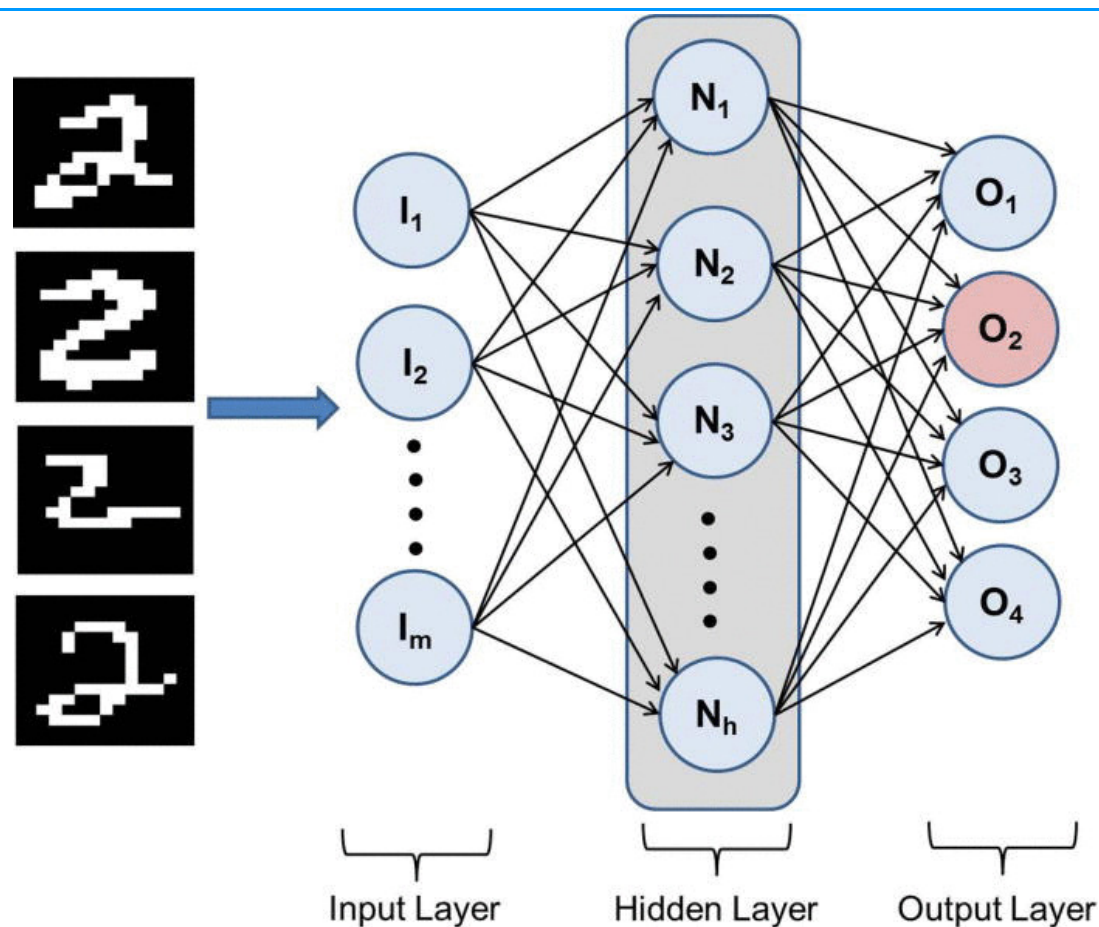 N₁
I₁
O₁
N₂
I₂
O₂
N₃
O₃
Iₘ
O₄
Nₕ
Input Layer
Hidden Layer
Output Layer